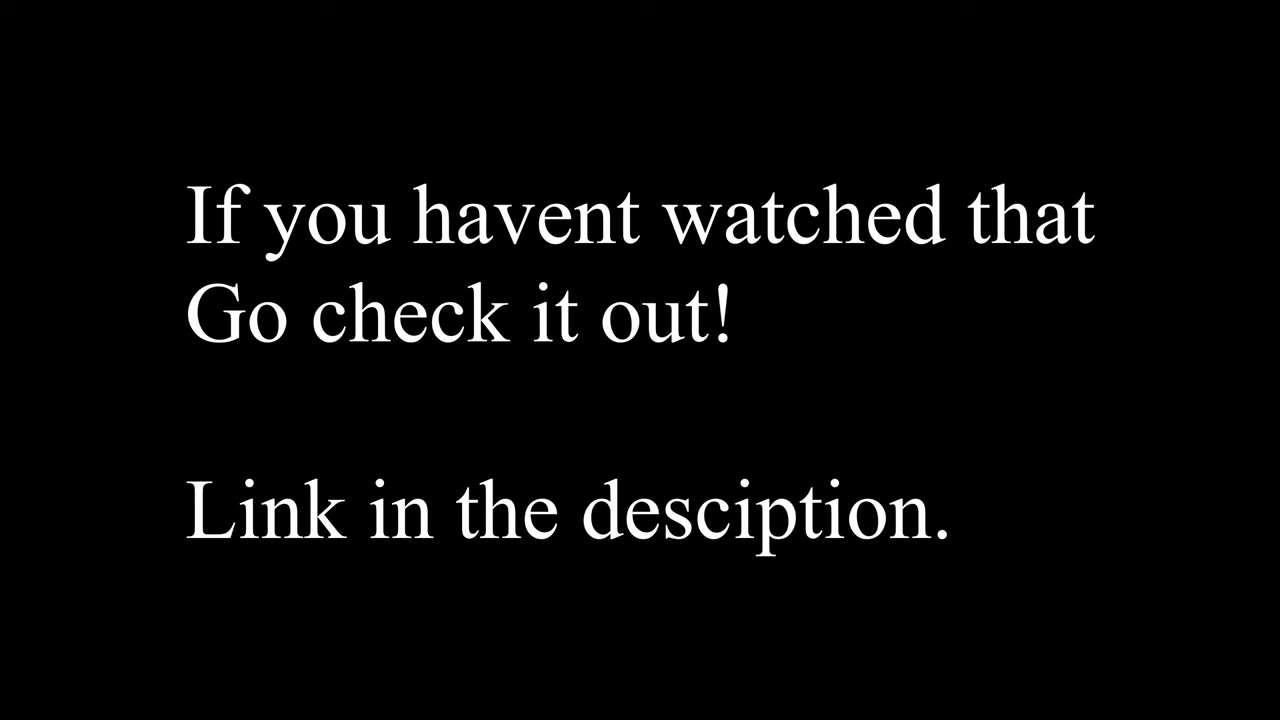 If you havent watched that
Go check it out!
Link in the desciption.